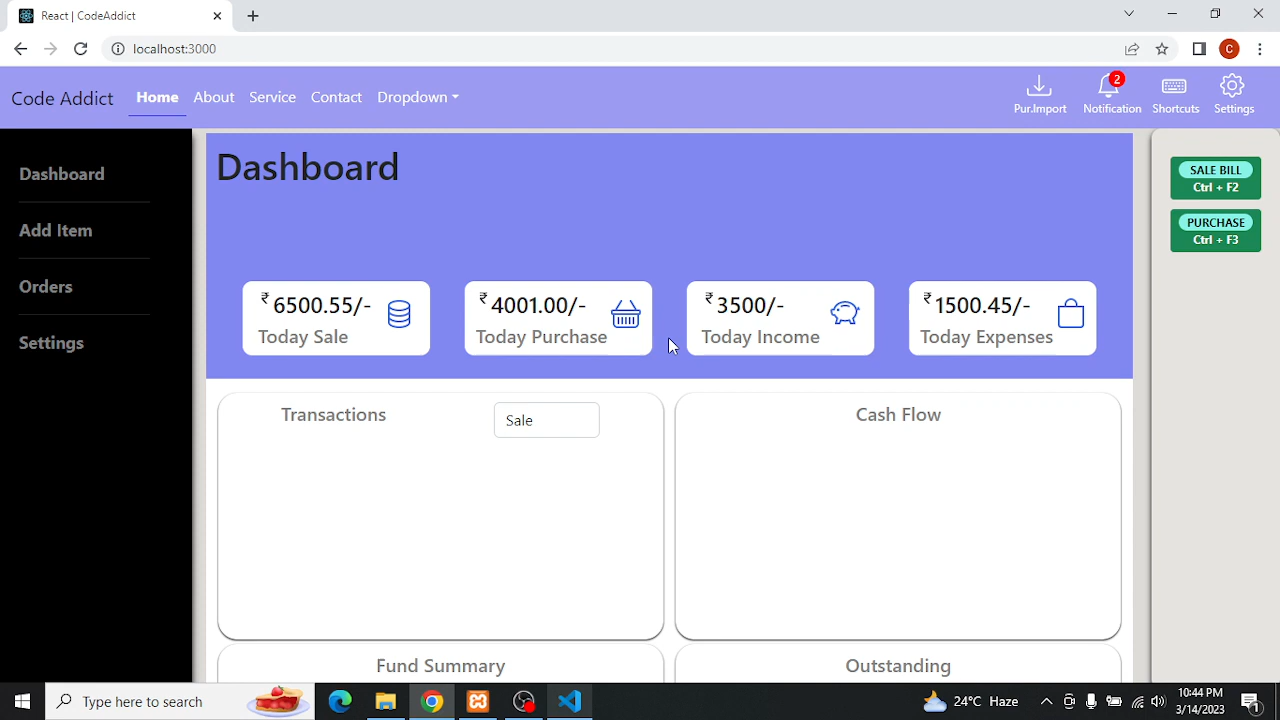 React | CodeAddict
localhost:3000
C
Code Addict Home About Service Contact Dropdown
Pur.Import
2
Notification
Shortcuts
Settings
Dashboard
Add Item
Orders
Settings
Dashboard
₹ 6500.55/-
Today Sale
₹ 4001.00/-
Today Purchase
₹ 3500/-
Today Income
₹ 1500.45/-
Today Expenses
SALE BILL
Ctrl + F2
PURCHASE
Ctrl + F3
Transactions
Sale
Cash Flow
Fund Summary
Outstanding
Type here to search
24°C Haze
10:44 PM
3/14/2023
1